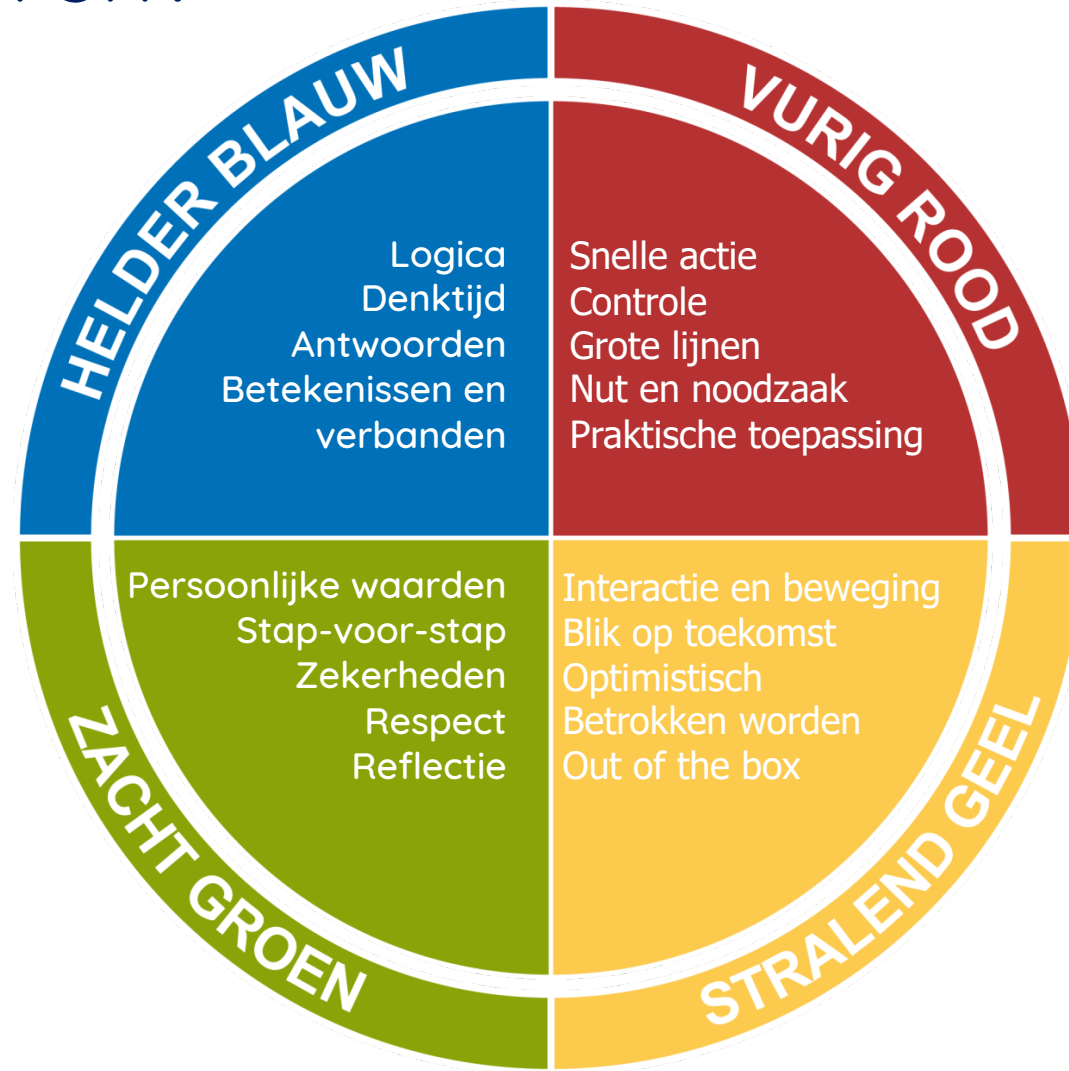 HELDER BLAUW
Logica
Denktijd
Antwoorden
Betekenissen en
verbanden
VURIG ROOD
Snelle actie
Controle
Grote lijnen
Nut en noodzaak
Praktische toepassing
ZACHT GROEN
Persoonlijke waarden
Stap-voor-stap
Zekerheden
Respect
Reflectie
STRALEND GEEL
Interactie en beweging
Blik op toekomst
Optimistisch
Betrokken worden
Out of the box